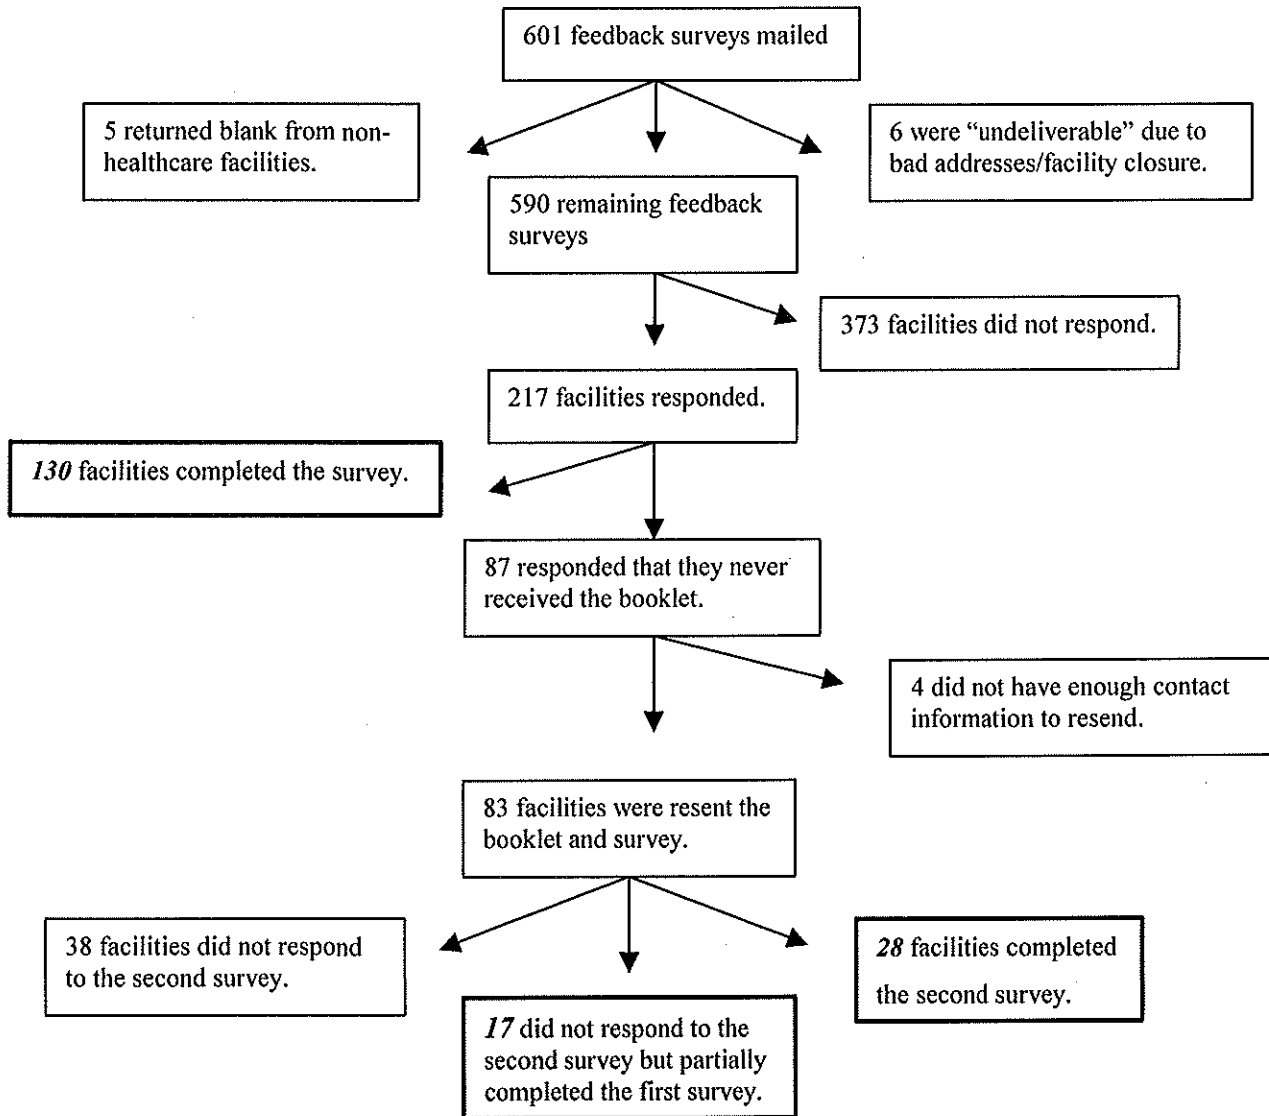 601 feedback surveys mailed
5 returned blank from non-
healthcare facilities.
6 were “undeliverable” due to
bad addresses/facility closure.
590 remaining feedback
surveys
373 facilities did not respond.
217 facilities responded.
130 facilities completed the survey.
87 responded that they never
received the booklet.
4 did not have enough contact
information to resend.
83 facilities were resent the
booklet and survey.
38 facilities did not respond
to the second survey.
28 facilities completed
the second survey.
17 did not respond to the
second survey but partially
completed the first survey.